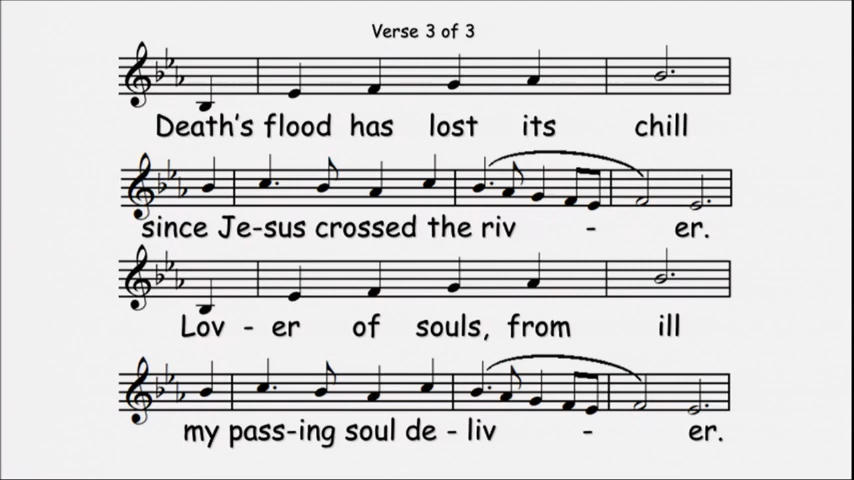 Verse 3 of 3
Death's flood has lost its chill
since Je-sus crossed the riv - er.
Lov - er of souls, from ill
my pass-ing soul de - liv - er.